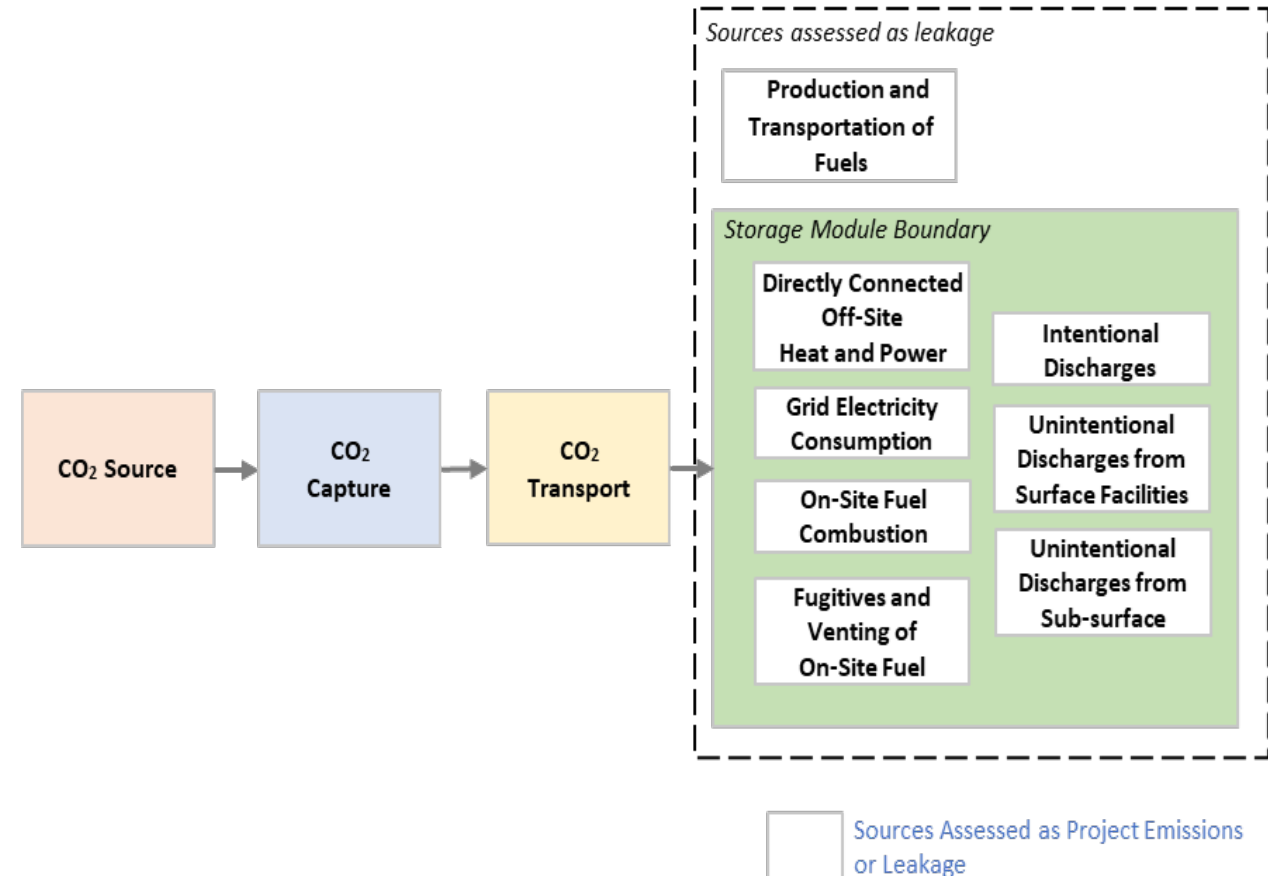 Sources assessed as leakage
Production and
Transportation of
Fuels
Storage Module Boundary
Directly Connected
Off-Site
Heat and Power
Grid Electricity
Consumption
On-Site Fuel
Combustion
Fugitives and
Venting of
On-Site Fuel
Intentional
Discharges
Unintentional
Discharges from
Surface Facilities
Unintentional
Discharges from
Sub-surface
CO₂ Source
CO₂
Capture
CO₂
Transport
Sources Assessed as Project Emissions
or Leakage